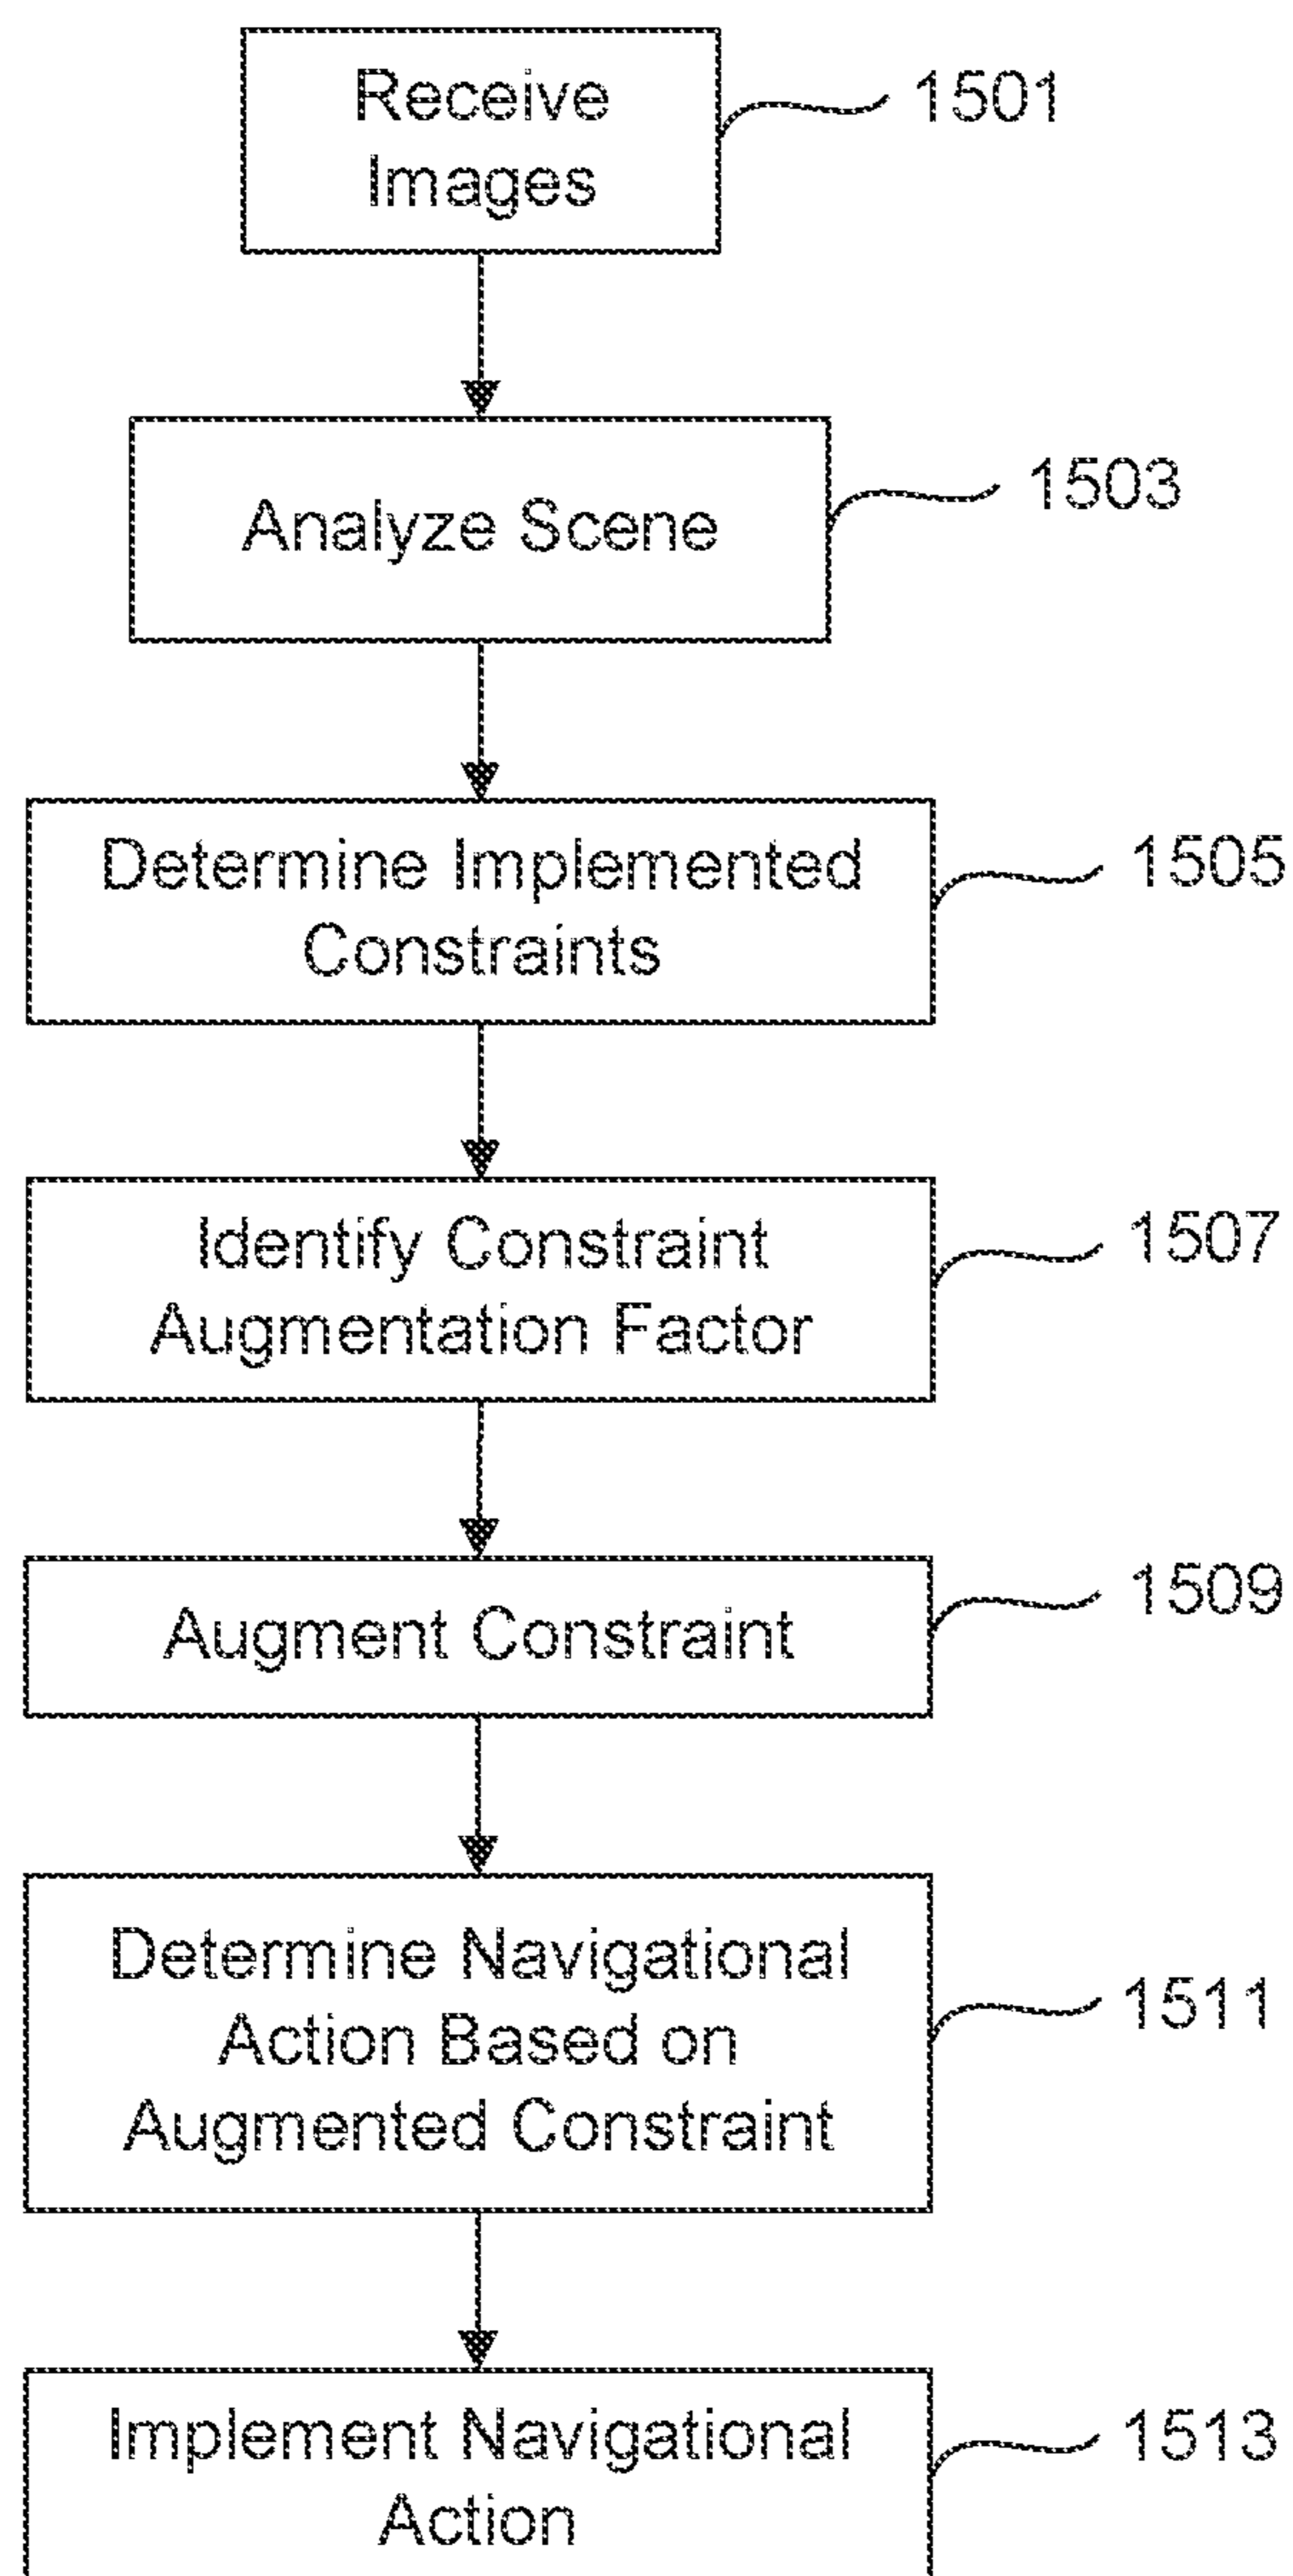 Receive
Images
1501
Analyze Scene
1503
Determine Implemented
Constraints
1505
Identify Constraint
Augmentation Factor
1507
Augment Constraint
1509
Determine Navigational
Action Based on
Augmented Constraint
1511
Implement Navigational
Action
1513